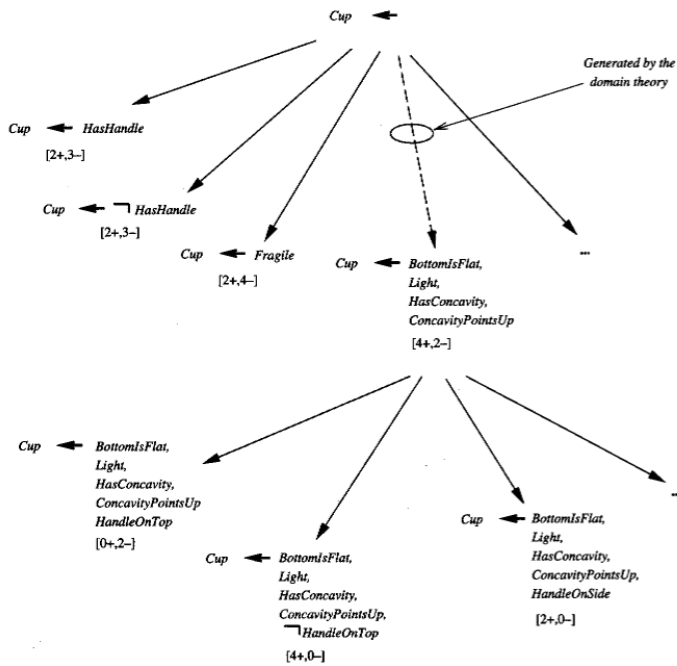 Cup ←
Generated by the
domain theory
Cup ← HasHandle
[2+,3−]
Cup ← ¬HasHandle
[2+,3−]
Cup ← Fragile
[2+,4−]
...
Cup ← BottomIsFlat,
Light,
HasConcavity,
ConcavityPointsUp
[4+,2−]
Cup ← BottomIsFlat,
Light,
HasConcavity,
ConcavityPointsUp
HandleOnTop
[0+,2−]
Cup ← BottomIsFlat,
Light,
HasConcavity,
ConcavityPointsUp,
¬HandleOnTop
[4+,0−]
Cup ← BottomIsFlat,
Light,
HasConcavity,
ConcavityPointsUp,
HandleOnSide
[2+,0−]
...